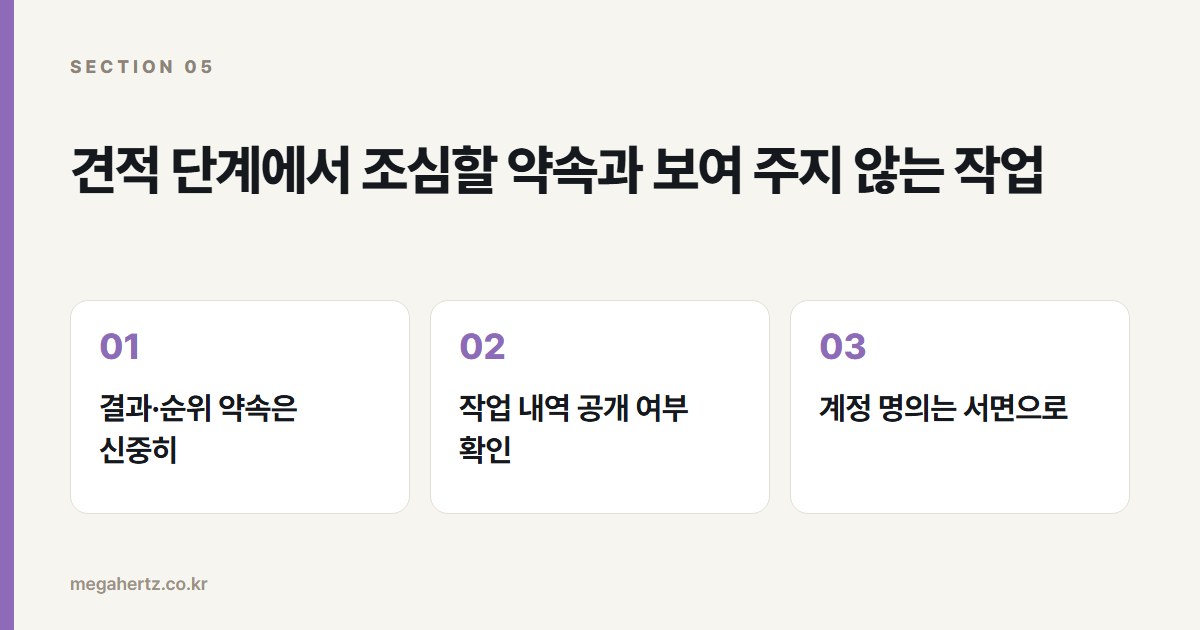 SECTION 05
견적 단계에서 조심할 약속과 보여 주지 않는 작업
01
결과·순위 약속은
신중히
02
작업 내역 공개 여부
확인
03
계정 명의는 서면으로
megahertz.co.kr